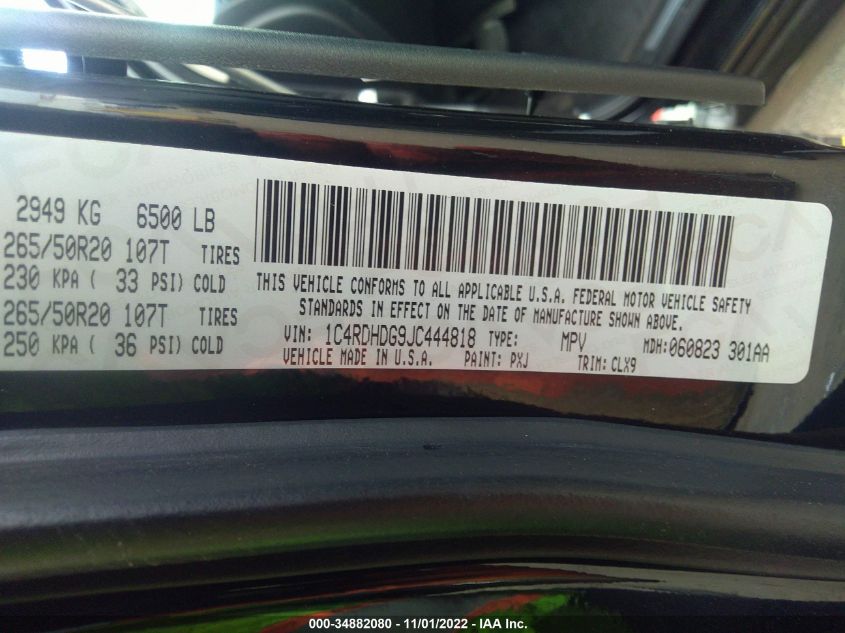 2949 KG 6500 LB
265/50R20 107T TIRES
230 KPA ( 33 PSI) COLD
265/50R20 107T TIRES
250 KPA ( 36 PSI) COLD
THIS VEHICLE CONFORMS TO ALL APPLICABLE U.S.A. FEDERAL MOTOR VEHICLE SAFETY
STANDARDS IN EFFECT ON THE DATE OF MANUFACTURE SHOWN ABOVE.
VIN: 1C4RDHDG9JC444818 TYPE: MPV MDH:060823 301AA
VEHICLE MADE IN U.S.A. PAINT: PXJ TRIM:CLX9
000-34882080 - 11/01/2022 - IAA Inc.